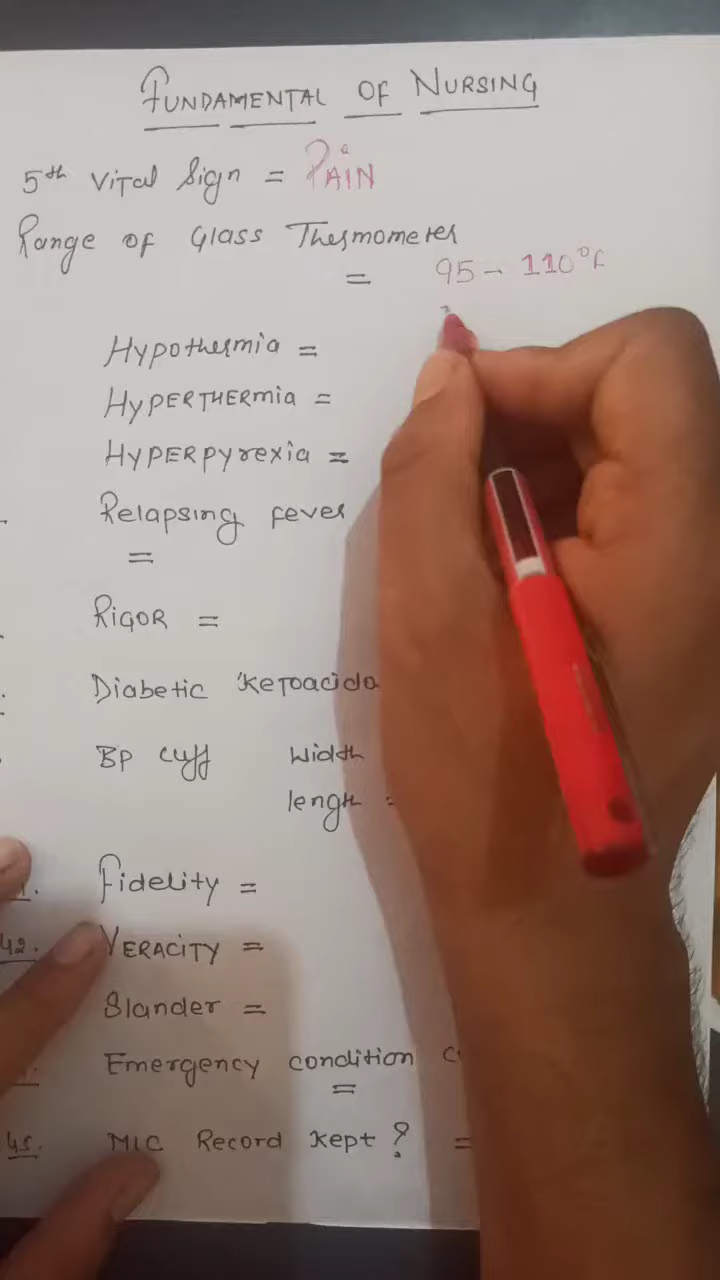 FUNDAMENTAL OF NURSING
5th Vital Sign = PAIN
Range of Glass Thermometer
= 95 - 110°F
Hypothermia =
HYPERTHERMIA =
HYPERPYREXIA =
Relapsing fever
=
RIGOR =
Diabetic Ketoacido
BP Cuff Width
length =
Fidelity =
42. VERACITY =
Slander =
Emergency condition
=
45. MLC Record kept? =